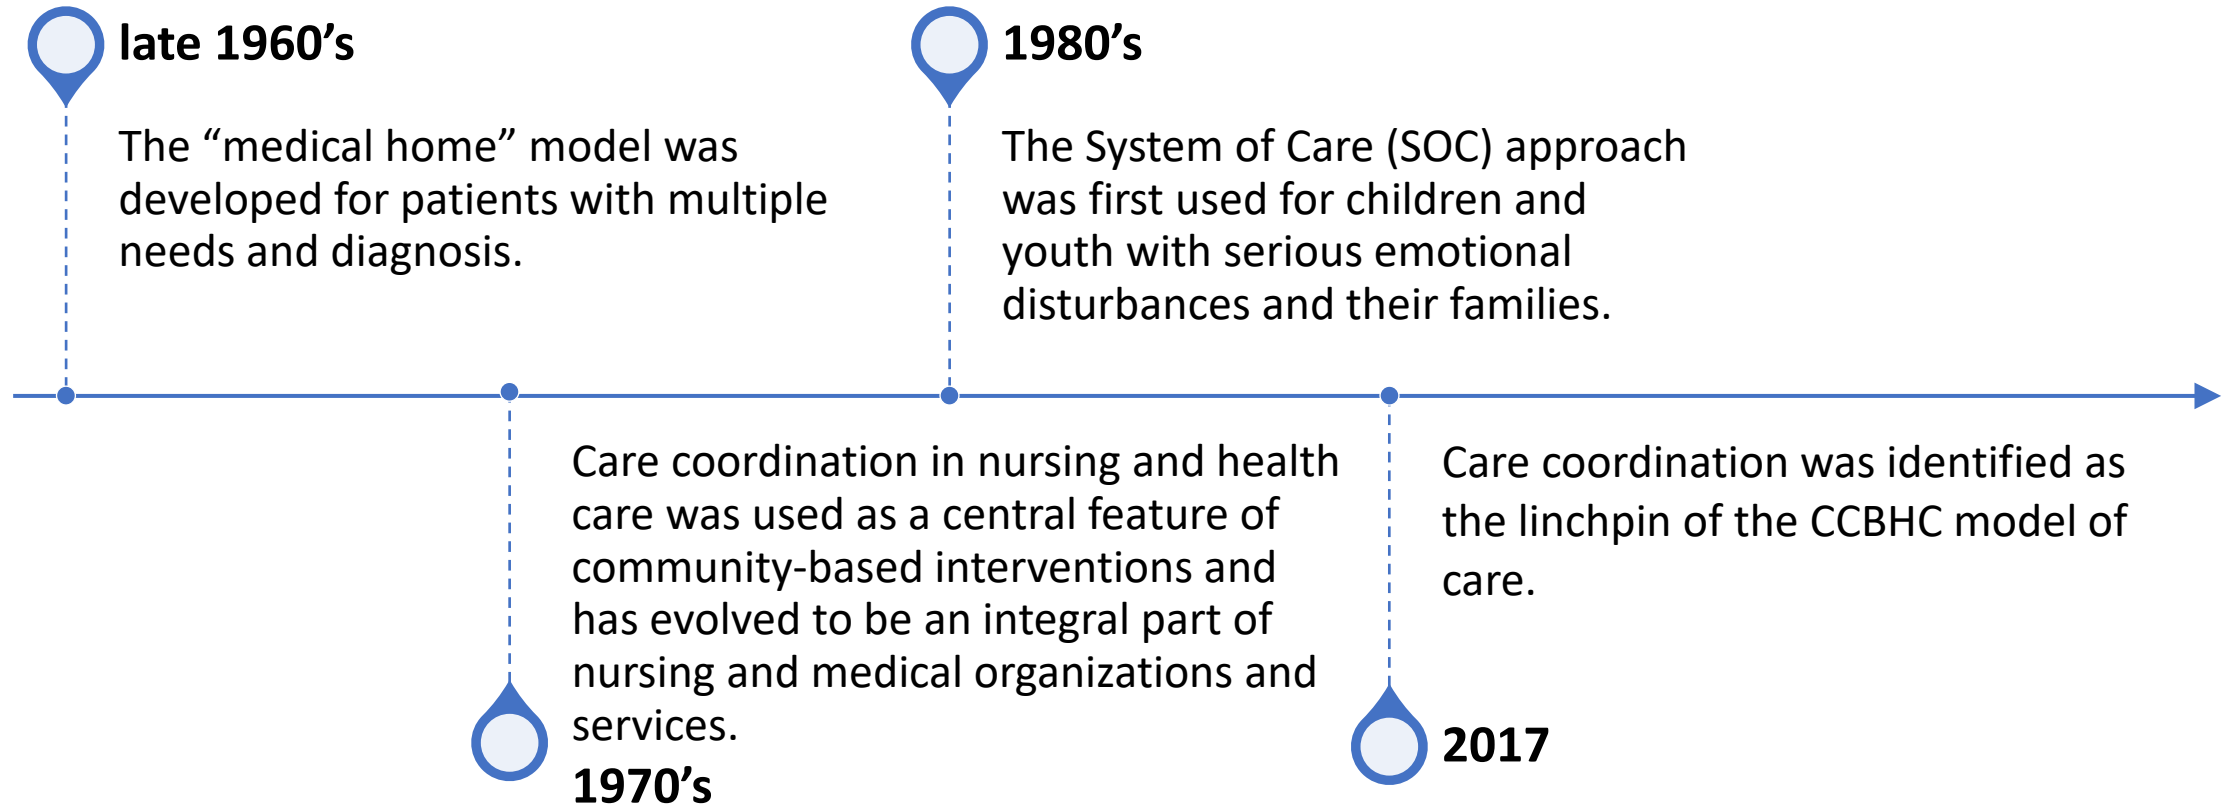 late 1960’s
The “medical home” model was
developed for patients with multiple
needs and diagnosis.
Care coordination in nursing and health
care was used as a central feature of
community-based interventions and
has evolved to be an integral part of
nursing and medical organizations and
services.
1970’s
1980’s
The System of Care (SOC) approach
was first used for children and
youth with serious emotional
disturbances and their families.
Care coordination was identified as
the linchpin of the CCBHC model of
care.
2017